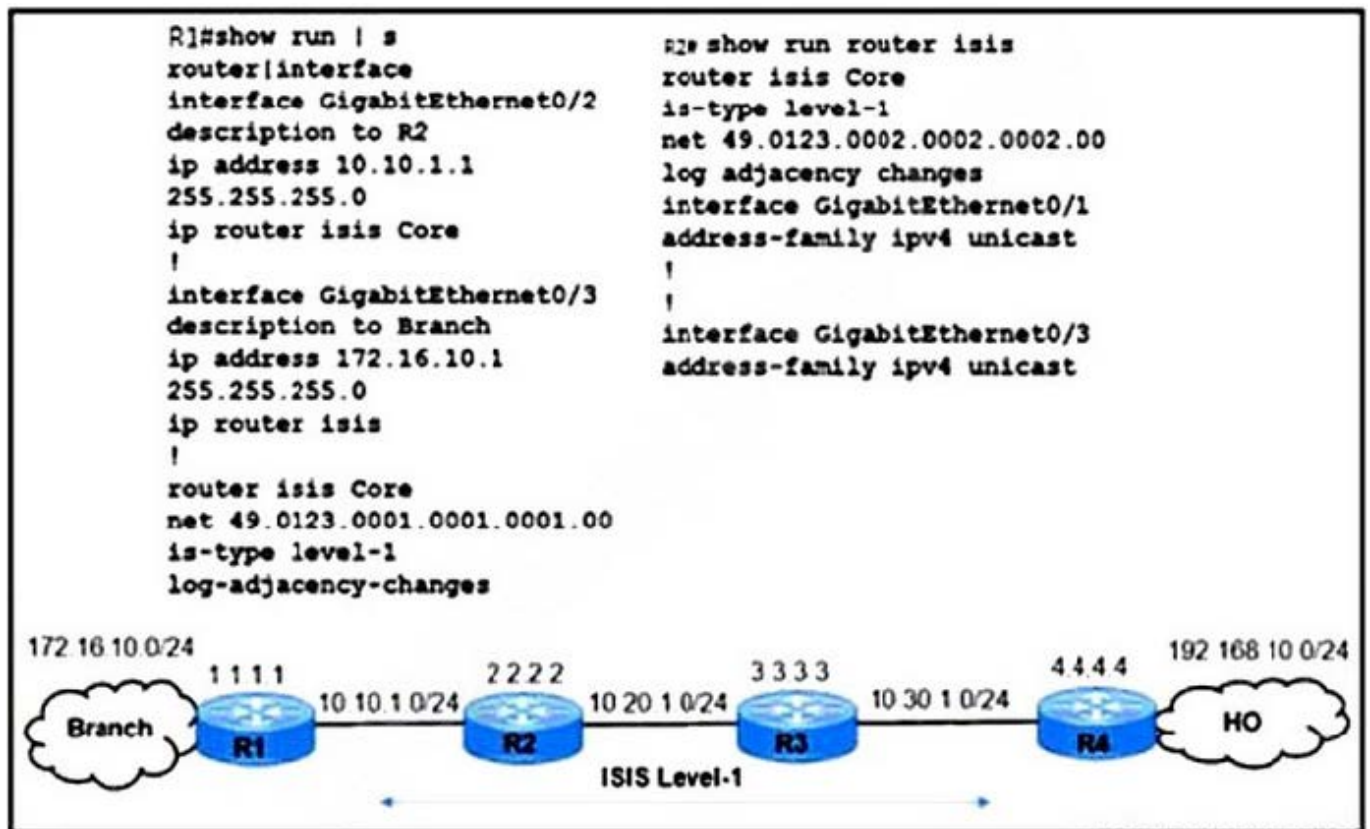 R1#show run | s
router|interface
interface GigabitEthernet0/2
description to R2
ip address 10.10.1.1
255.255.255.0
ip router isis Core
!
interface GigabitEthernet0/3
description to Branch
ip address 172.16.10.1
255.255.255.0
ip router isis
!
router isis Core
net 49.0123.0001.0001.0001.00
is-type level-1
log-adjacency-changes
R2# show run router isis
router isis Core
is-type level-1
net 49.0123.0002.0002.0002.00
log adjacency changes
interface GigabitEthernet0/1
address-family ipv4 unicast
!
!
interface GigabitEthernet0/3
address-family ipv4 unicast
172.16.10.0/24
1 1 1 1
2 2 2 2
3 3 3 3
4.4.4.4
192 168 10 0/24
10 10.1 0/24
10 20 1 0/24
10 30 1 0/24
Branch
R1
R2
R3
R4
HO
ISIS Level-1